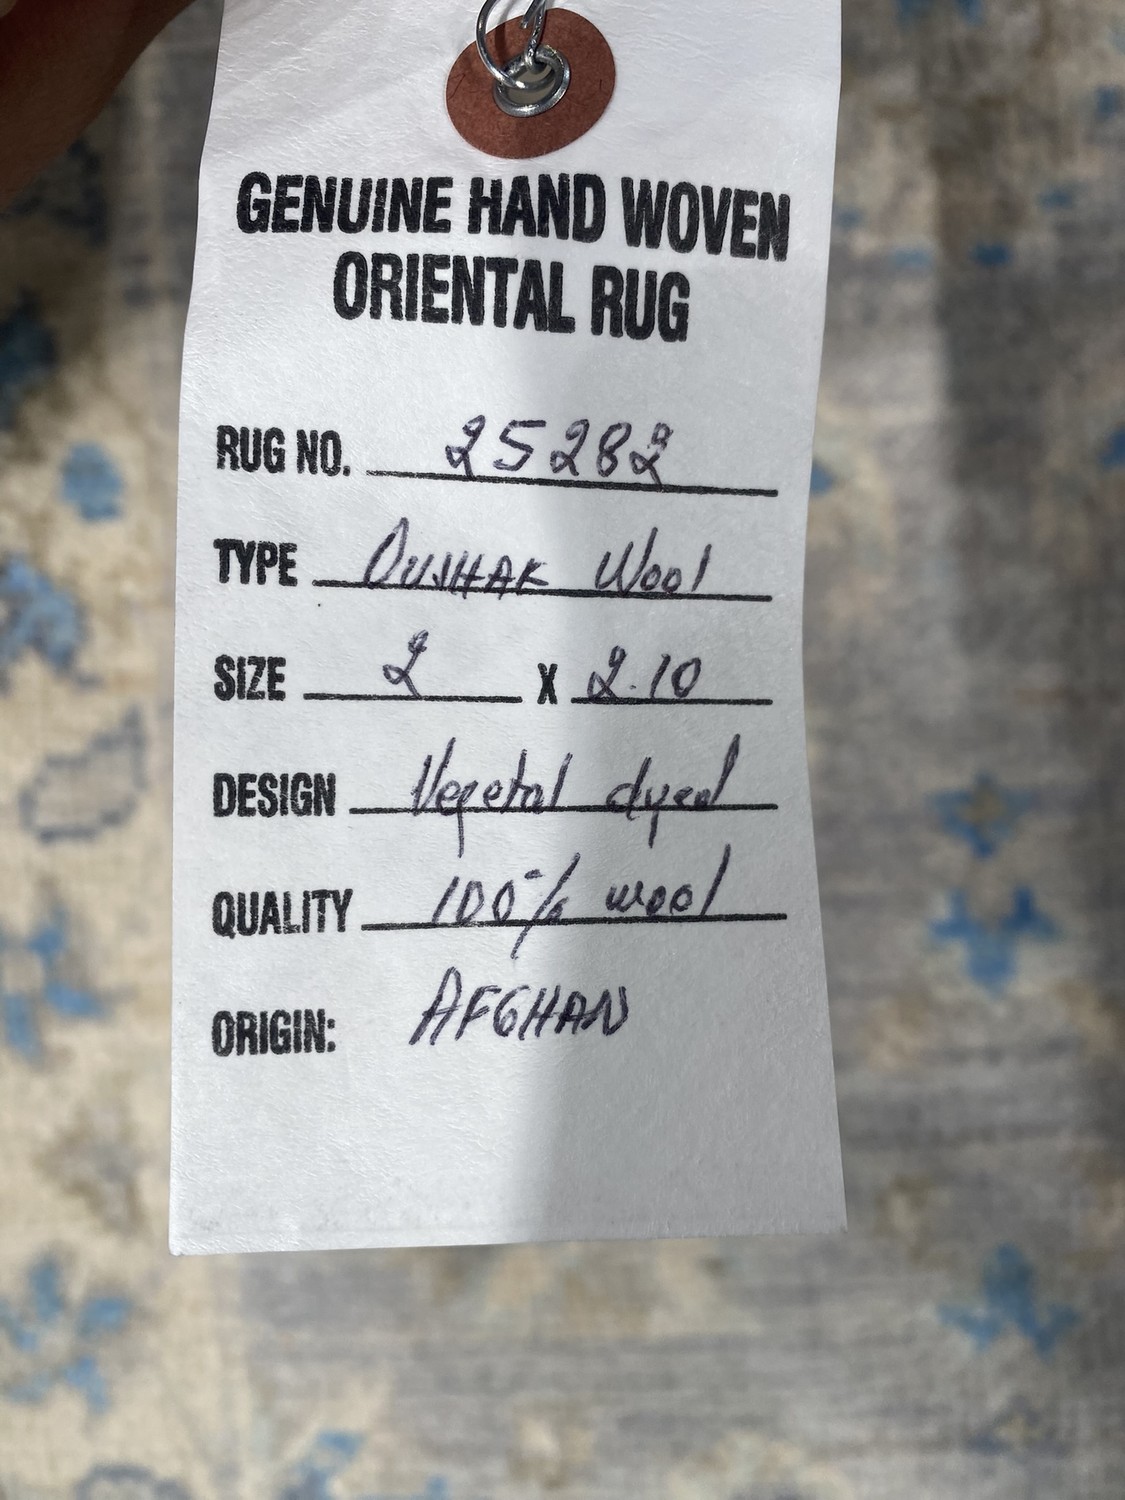 GENUINE HAND WOVEN
ORIENTAL RUG
RUG NO. 25282
TYPE OUSHAK Wool
SIZE 2 X 2.10
DESIGN Vegetal dyed
QUALITY 100% wool
ORIGIN: AFGHAN